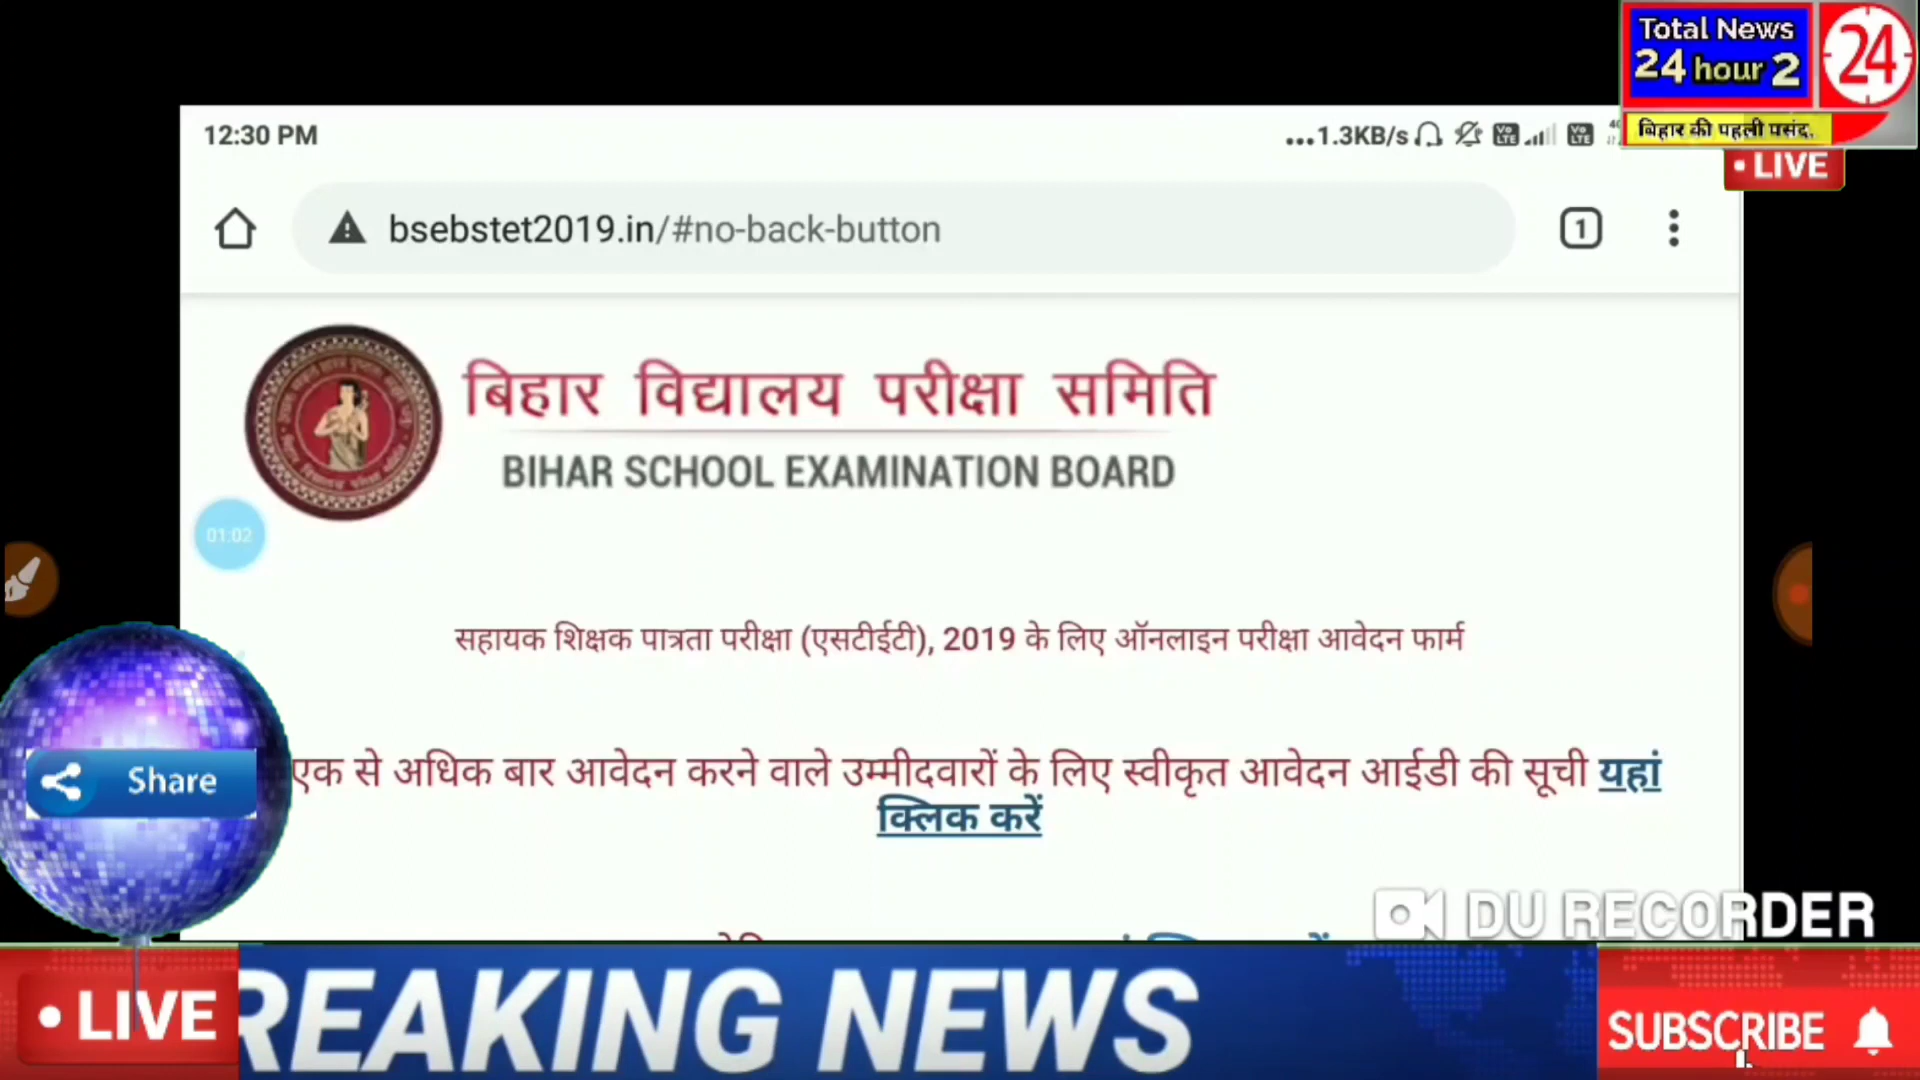 Total News
24 hour 2
24
बिहार की पहली पसंद.
LIVE
12:30 PM
...1.3KB/s
bsebstet2019.in/#no-back-button
1
बिहार विद्यालय परीक्षा समिति
BIHAR SCHOOL EXAMINATION BOARD
01:02
सहायक शिक्षक पात्रता परीक्षा (एसटीईटी), 2019 के लिए ऑनलाइन परीक्षा आवेदन फार्म
एक से अधिक बार आवेदन करने वाले उम्मीदवारों के लिए स्वीकृत आवेदन आईडी की सूची यहां
क्लिक करें
Share
DU RECORDER
LIVE
REAKING NEWS
SUBSCRIBE